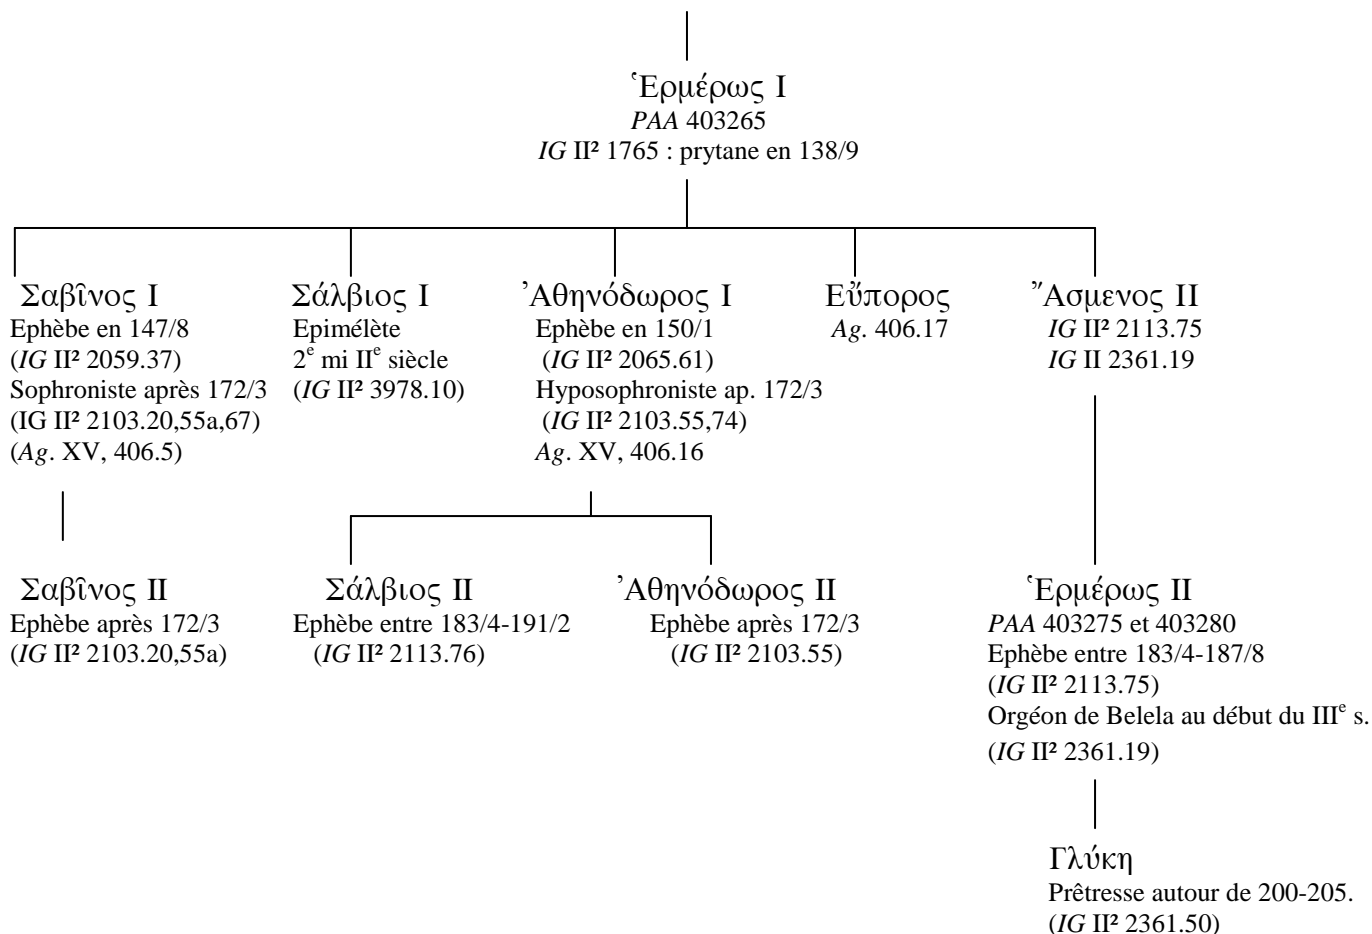 Ἑρμέρως I
PAA 403265
IG II² 1765 : prytane en 138/9
Σαβῖνος I
Ephèbe en 147/8
(IG II² 2059.37)
Sophroniste après 172/3
(IG II² 2103.20,55a,67)
(Ag. XV, 406.5)
Σάλβιος I
Epimélète
2e mi IIe siècle
(IG II² 3978.10)
Ἀθηνόδωρος I
Ephèbe en 150/1
(IG II² 2065.61)
Hyposophroniste ap. 172/3
(IG II² 2103.55,74)
Ag. XV, 406.16
Εὔπορος
Ag. 406.17
Ἄσμενος II
IG II² 2113.75
IG II 2361.19
Σαβῖνος II
Ephèbe après 172/3
(IG II² 2103.20,55a)
Σάλβιος II
Ephèbe entre 183/4-191/2
(IG II² 2113.76)
Ἀθηνόδωρος II
Ephèbe après 172/3
(IG II² 2103.55)
Ἑρμέρως II
PAA 403275 et 403280
Ephèbe entre 183/4-187/8
(IG II² 2113.75)
Orgéon de Belela au début du IIIe s.
(IG II² 2361.19)
Γλύκη
Prêtresse autour de 200-205.
(IG II² 2361.50)